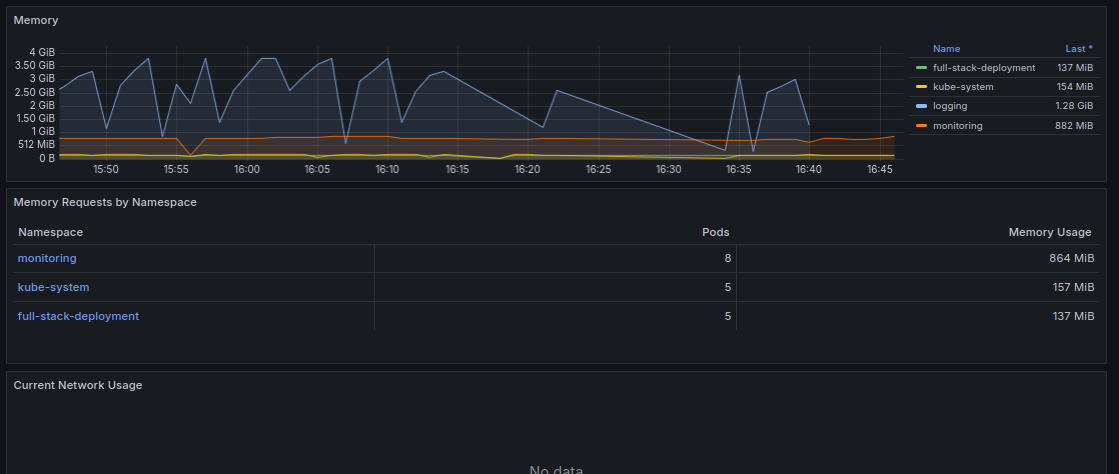 Memory
4 GiB
3.50 GiB
3 GiB
2.50 GiB
2 GiB
1.50 GiB
1 GiB
512 MiB
0 B
15:50 15:55 16:00 16:05 16:10 16:15 16:20 16:25 16:30 16:35 16:40 16:45
Name Last *
full-stack-deployment 137 MiB
kube-system 154 MiB
logging 1.28 GiB
monitoring 882 MiB
Memory Requests by Namespace
Namespace Pods Memory Usage
monitoring 8 864 MiB
kube-system 5 157 MiB
full-stack-deployment 5 137 MiB
Current Network Usage
No data